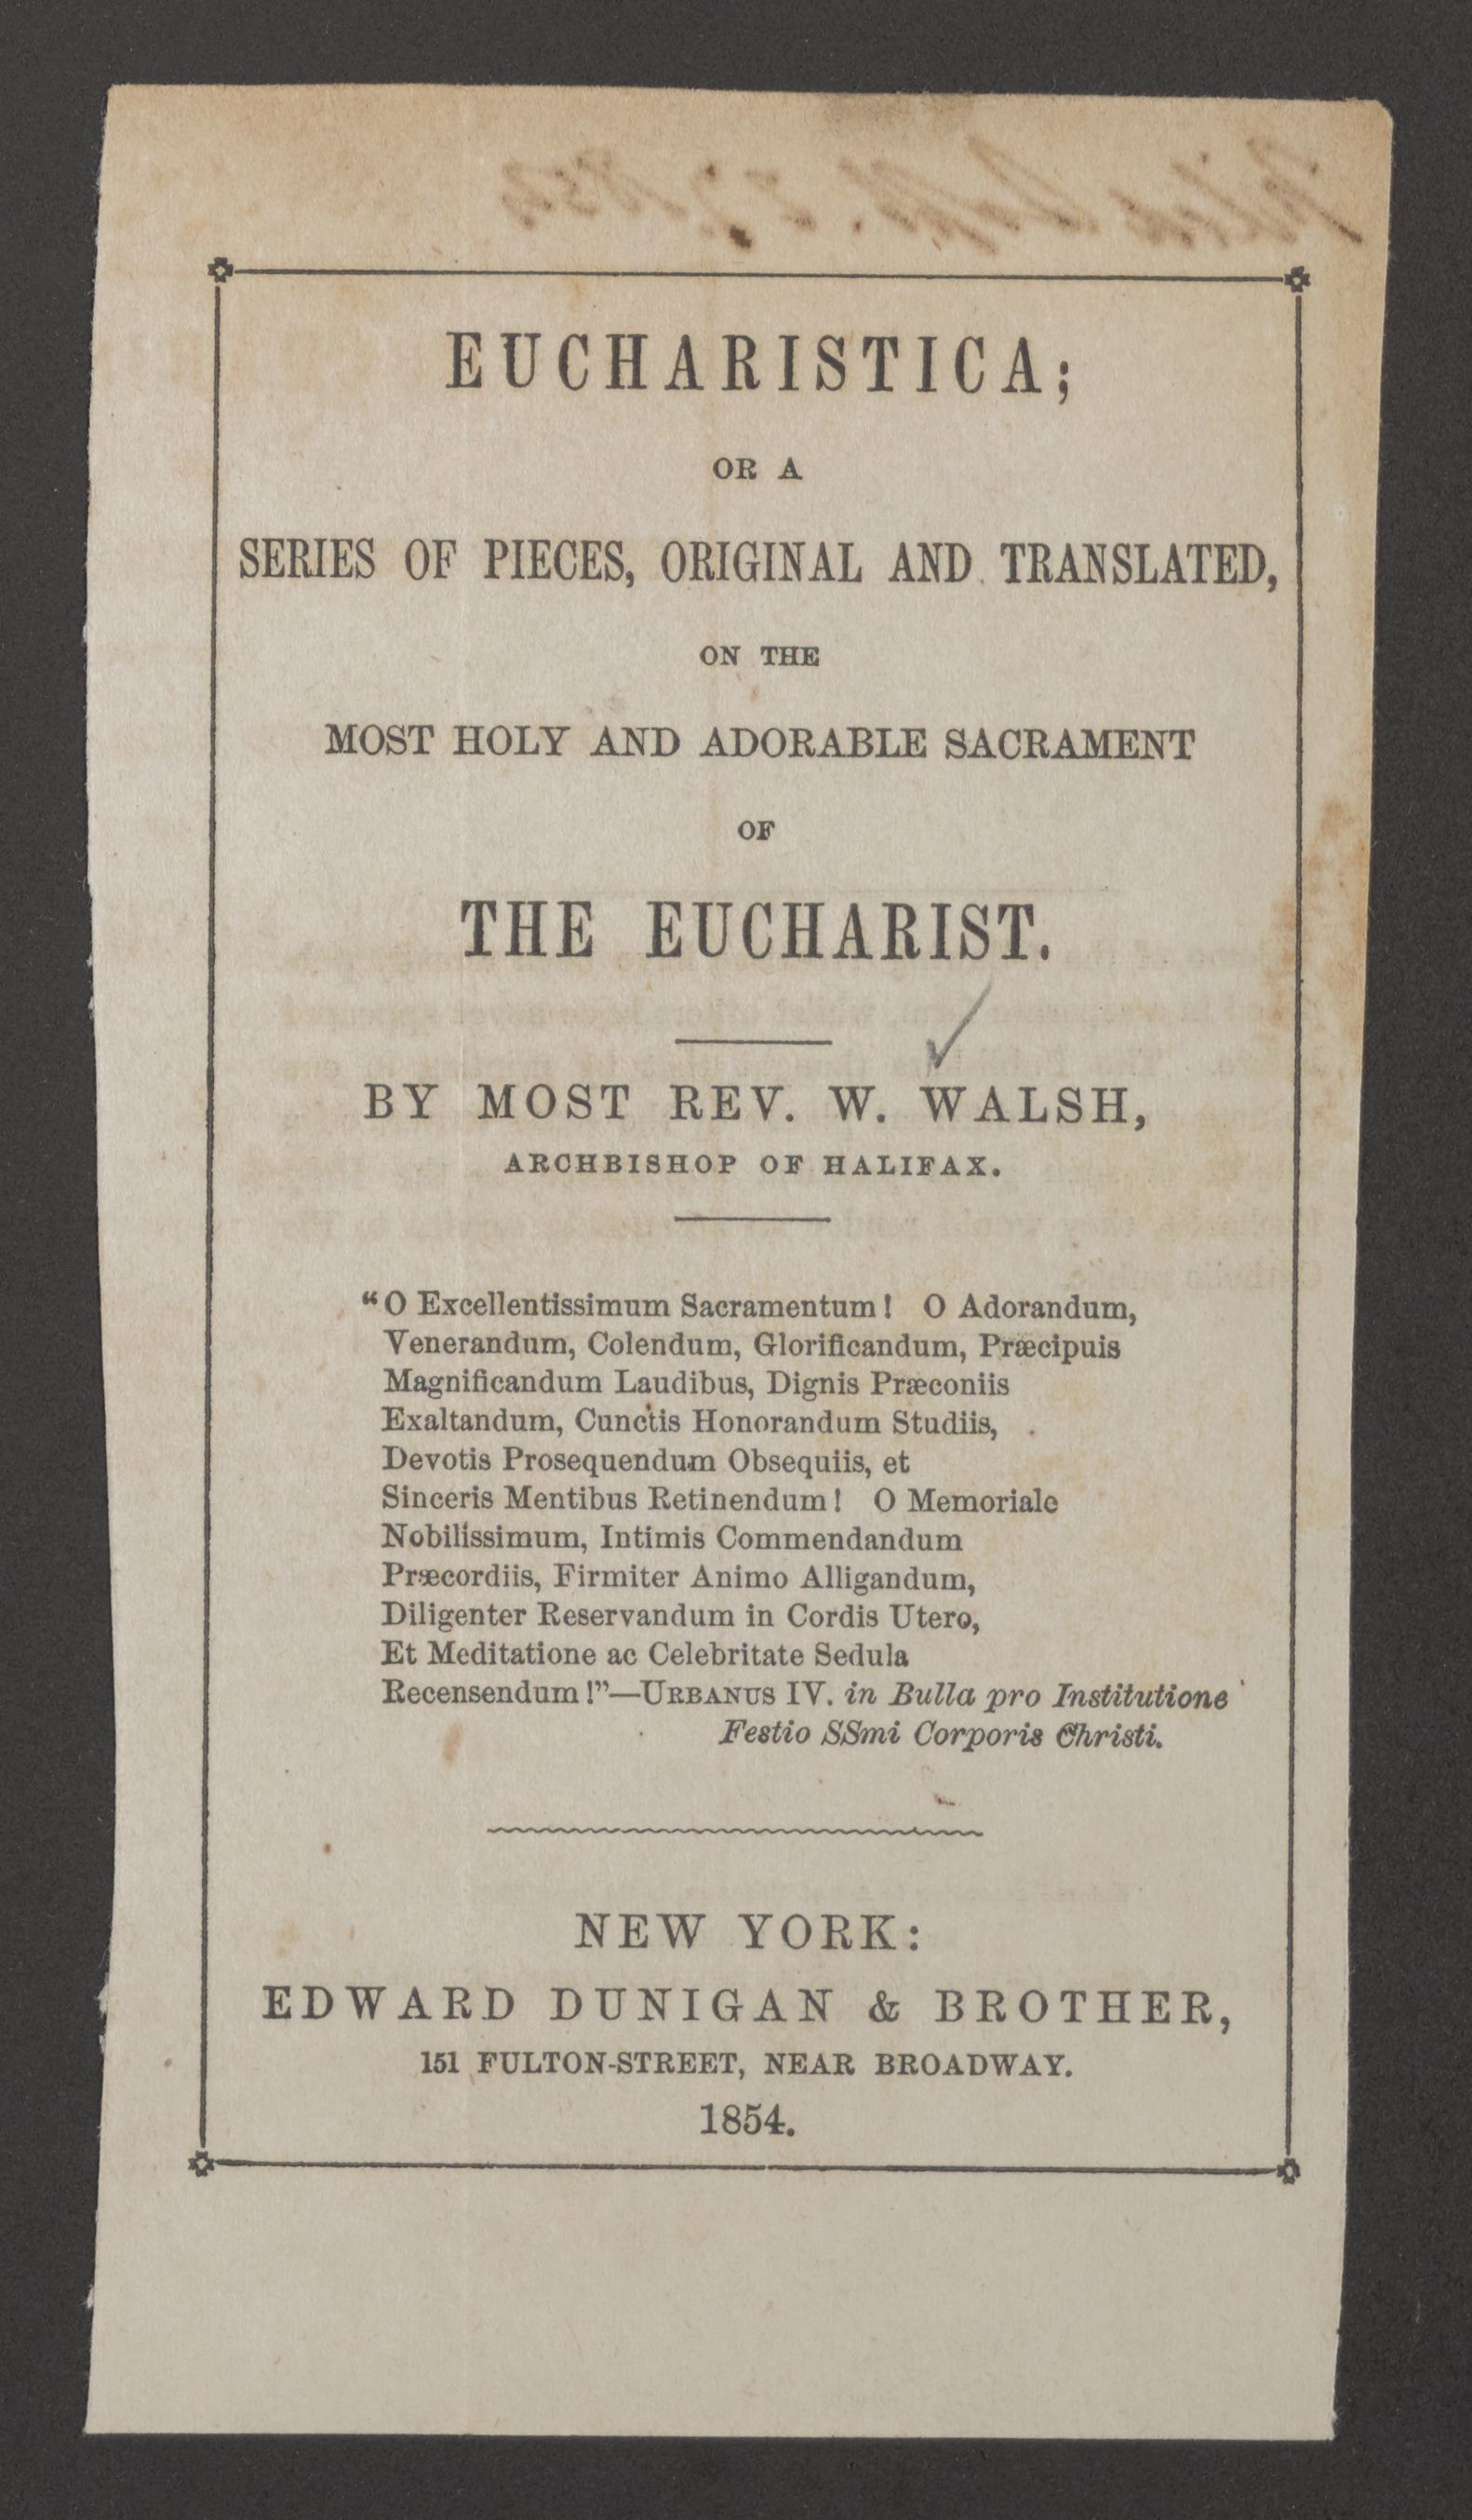 EUCHARISTICA;
OR A
SERIES OF PIECES, ORIGINAL AND TRANSLATED,
ON THE
MOST HOLY AND ADORABLE SACRAMENT
OF
THE EUCHARIST.
BY MOST REV. W. WALSH,
ARCHBISHOP OF HALIFAX.
“O Excellentissimum Sacramentum! O Adorandum,
Venerandum, Colendum, Glorificandum, Præcipuis
Magnificandum Laudibus, Dignis Præconiis
Exaltandum, Cunctis Honorandum Studiis,
Devotis Prosequendum Obsequiis, et
Sinceris Mentibus Retinendum! O Memoriale
Nobilissimum, Intimis Commendandum
Præcordiis, Firmiter Animo Alligandum,
Diligenter Reservandum in Cordis Utero,
Et Meditatione ac Celebritate Sedula
Recensendum!”—URBANUS IV. in Bulla pro Institutione
Festio SSmi Corporis Christi.
NEW YORK:
EDWARD DUNIGAN & BROTHER,
151 FULTON-STREET, NEAR BROADWAY.
1854.